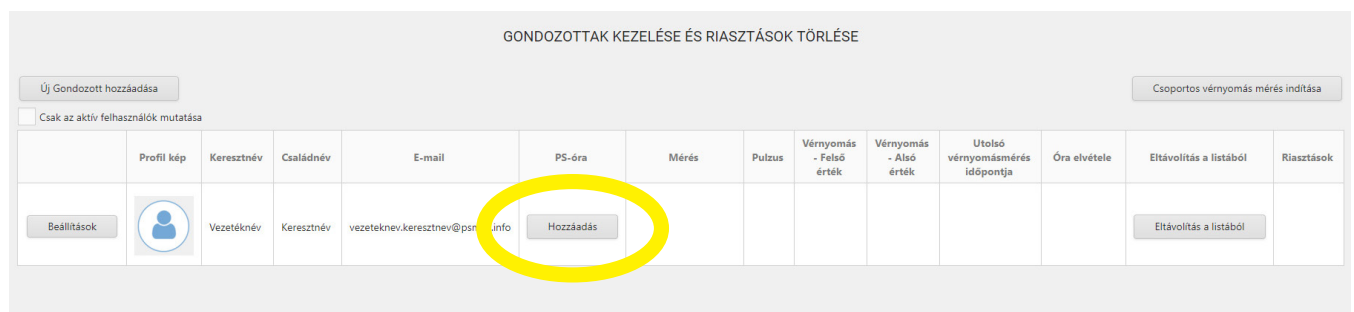 GONDOZOTTAK KEZELÉSE ÉS RIASZTÁSOK TÖRLÉSE
Új Gondozott hozzáadása
Csoportos vérnyomás mérés indítása
Csak az aktív felhasználók mutatása
Profil kép
Keresztnév
Családnév
E-mail
PS-óra
Mérés
Pulzus
Vérnyomás
- Felső
érték
Vérnyomás
- Alsó
érték
Utolsó
vérnyomásmérés
időpontja
Óra elvétele
Eltávolítás a listából
Riasztások
Beállítások
Vezetéknév
Keresztnév
Hozzáadás
Eltávolítás a listából